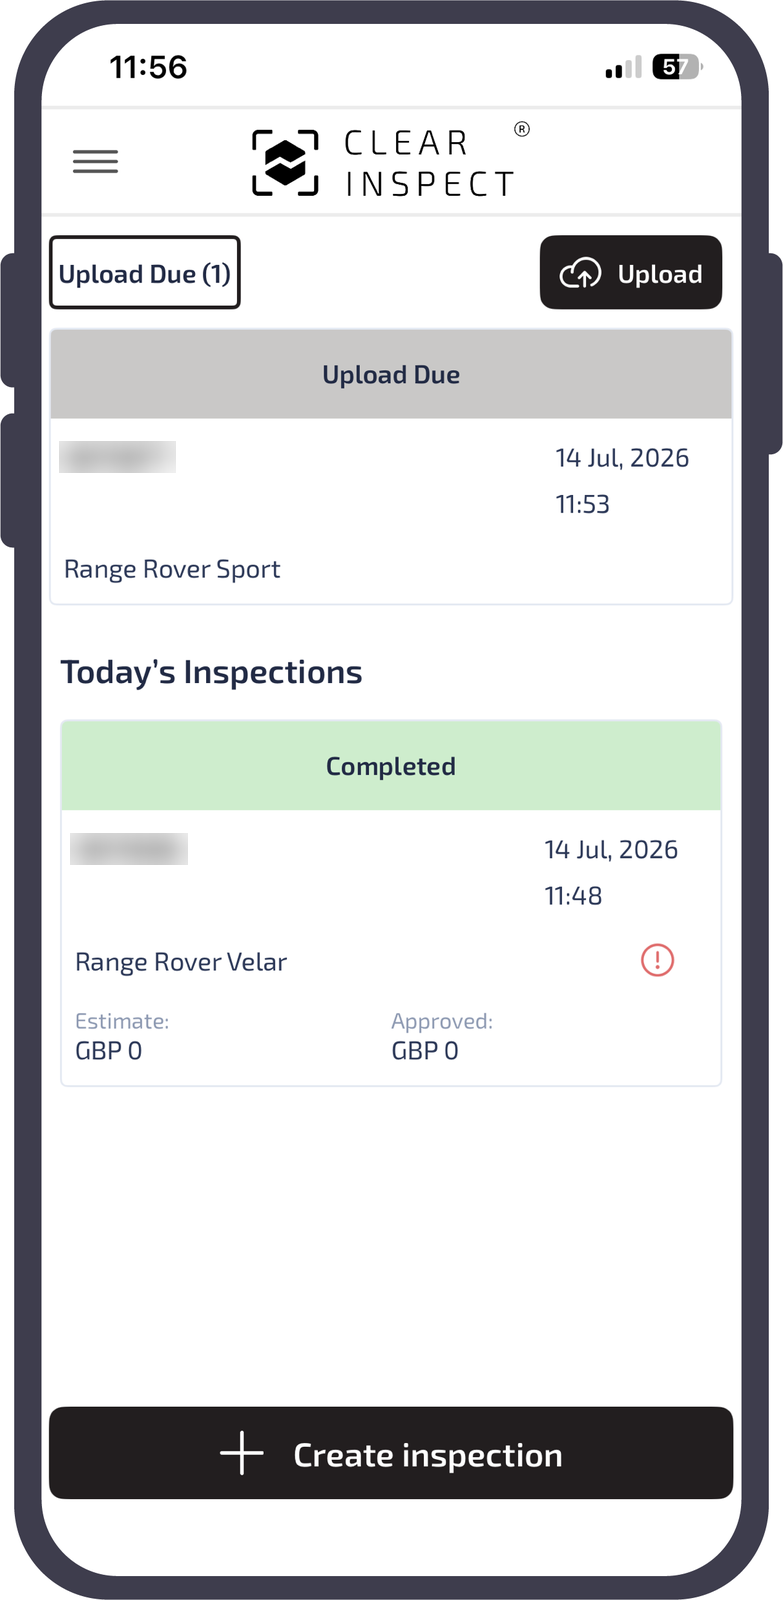 11:56
57
CLEAR
INSPECT
®
Upload Due (1)
Upload
Upload Due
14 Jul, 2026
11:53
Range Rover Sport
Today’s Inspections
Completed
14 Jul, 2026
11:48
Range Rover Velar
Estimate:
Approved:
GBP 0
GBP 0
Create inspection